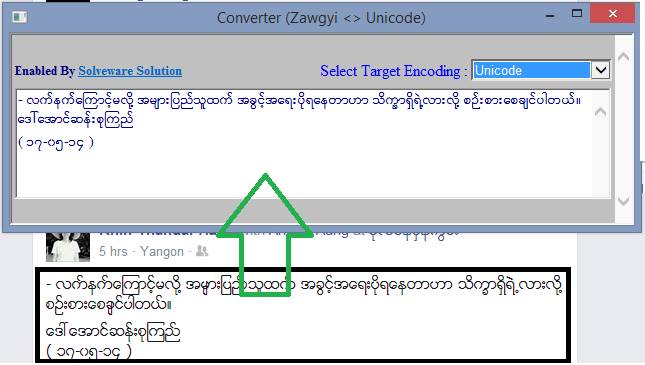 Converter (Zawgyi <> Unicode)
Enabled By Solveware Solution
Select Target Encoding : Unicode
- လက်နက်ကြောင့်မလို့ အများပြည်သူထက် အခွင့်အရေးပိုရနေတာဟာ သိက္ခာရှိရဲ့လားလို့ စဉ်းစားစေချင်ပါတယ်။
ဒေါ်အောင်ဆန်းစုကြည်
( ၁၇-၀၅-၁၄ )
5 hrs · Yangon ·
- လက်နက်ကြောင့်မလို့ အများပြည်သူထက် အခွင့်အရေးပိုရနေတာဟာ သိက္ခာရှိရဲ့လားလို့
စဉ်းစားစေချင်ပါတယ်။
ဒေါ်အောင်ဆန်းစုကြည်
( ၁၇-၀၅-၁၄ )